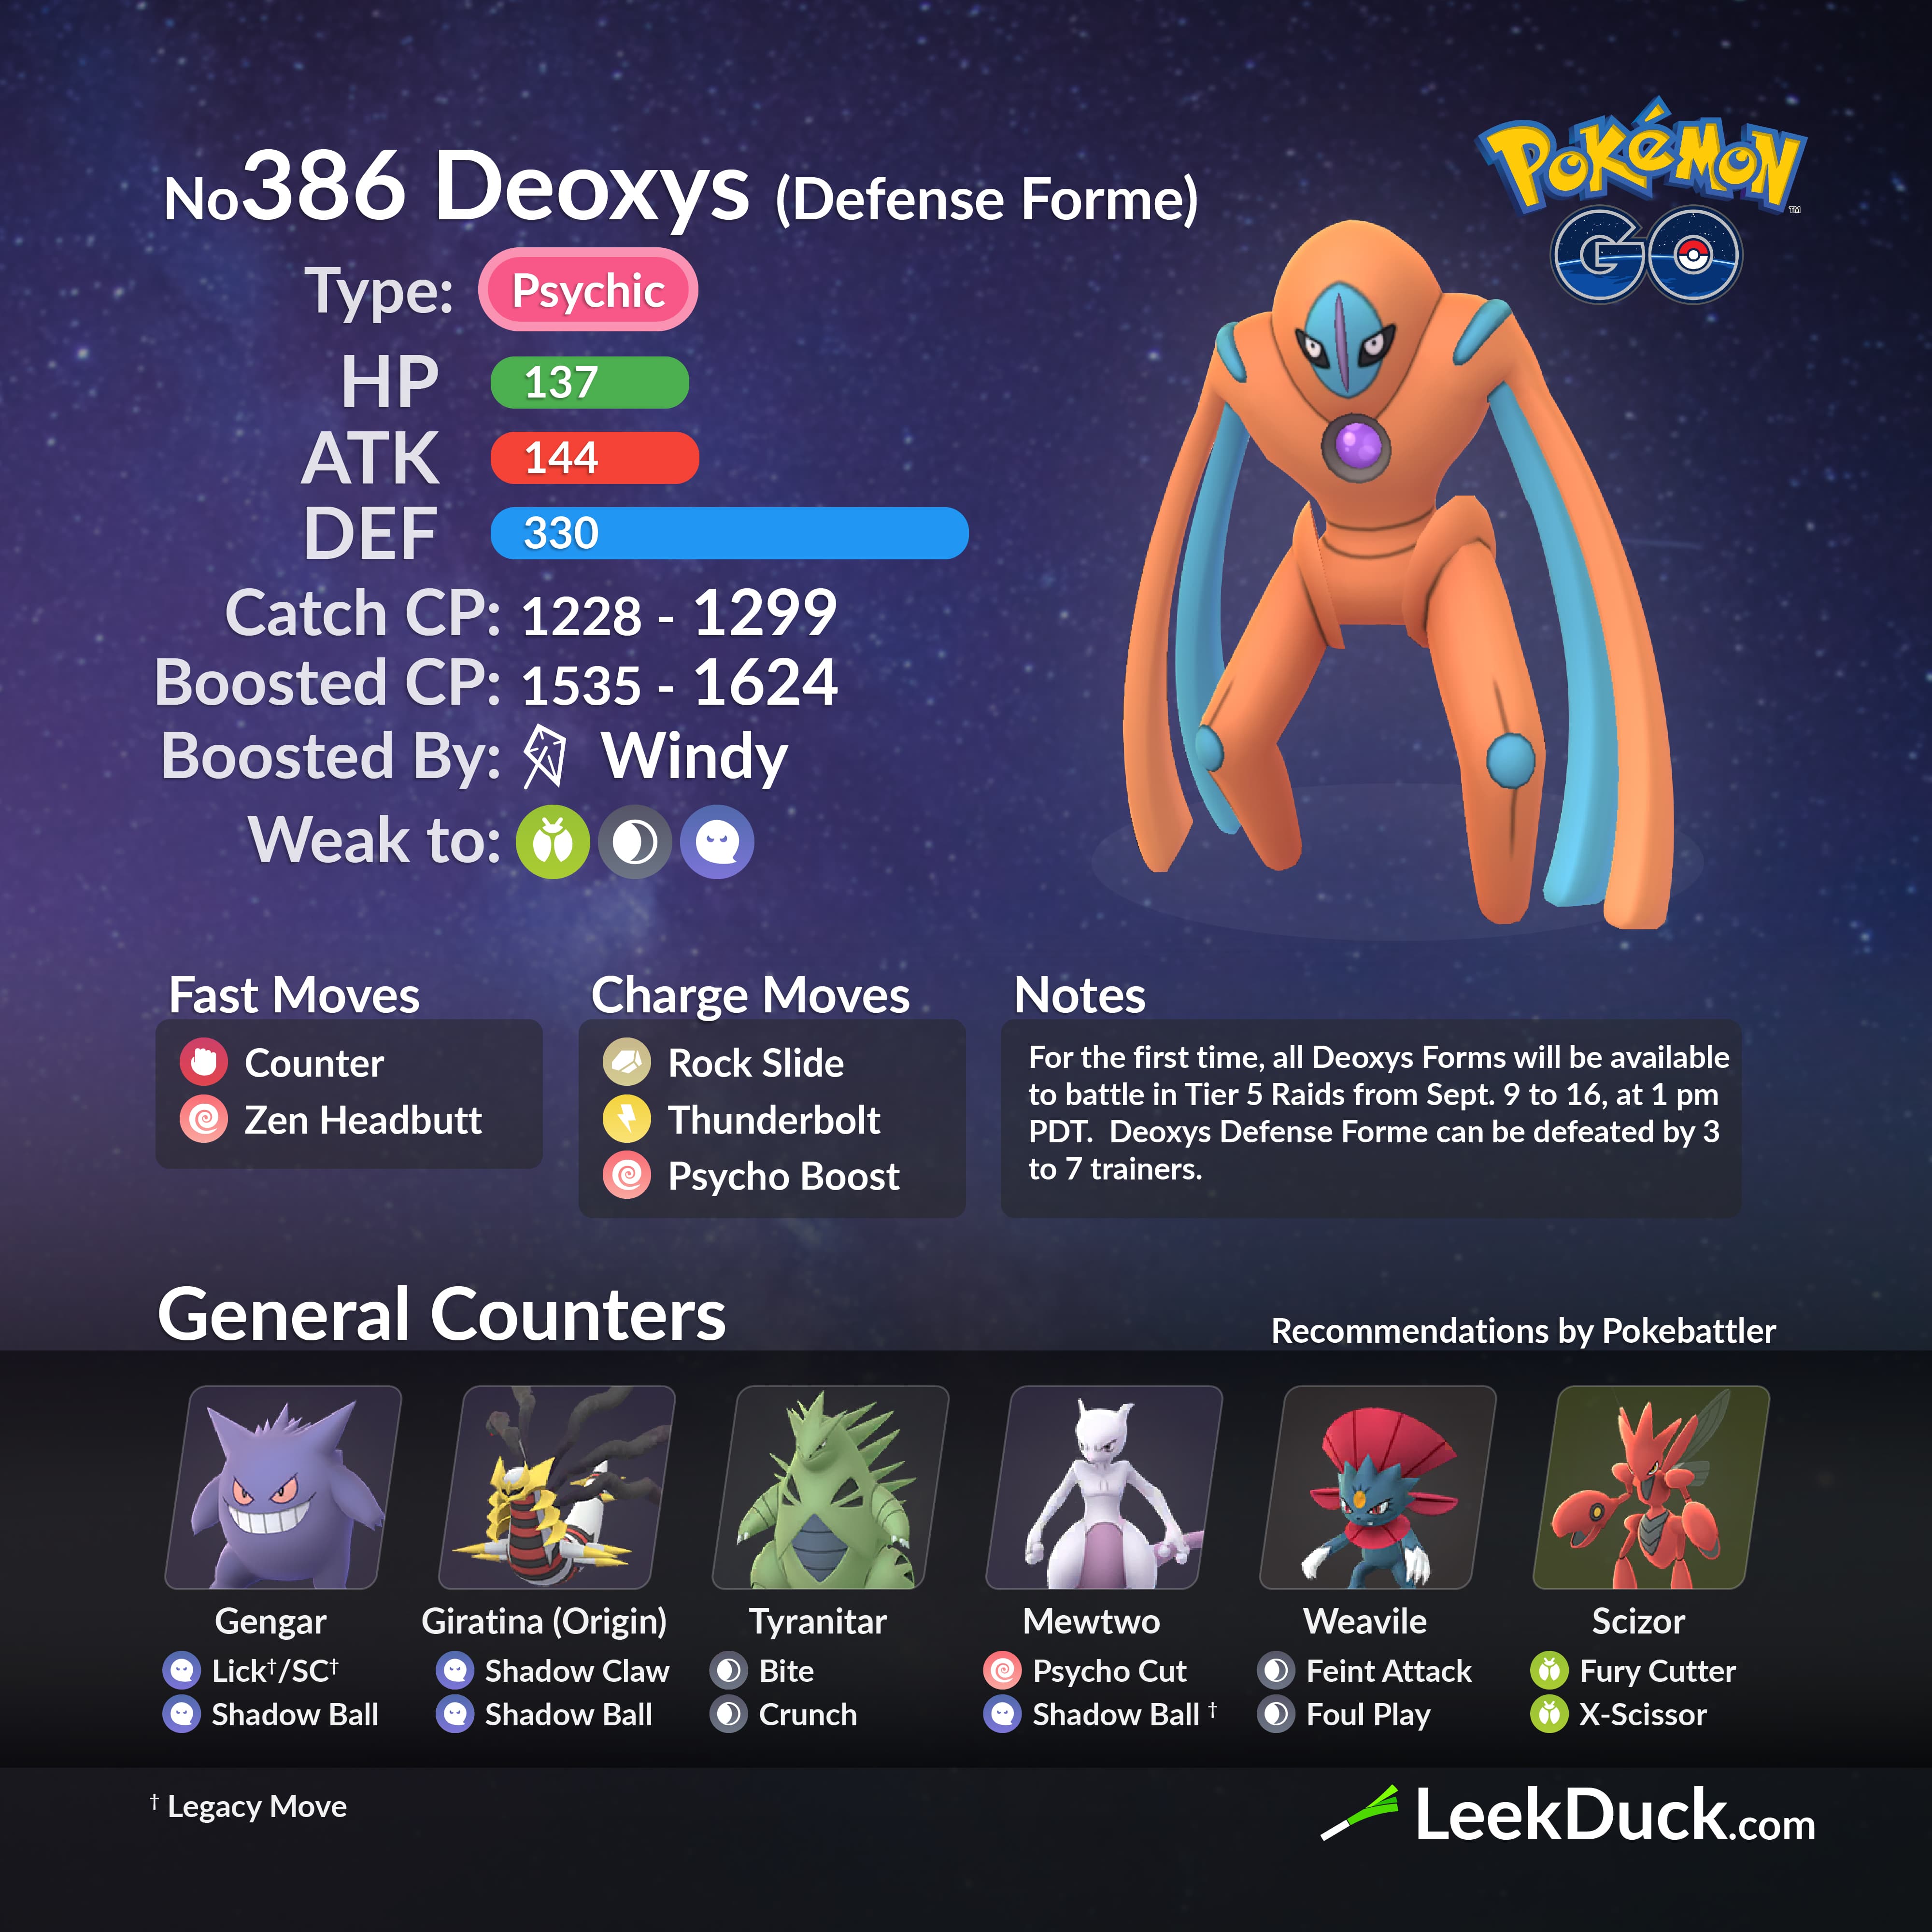 POKéMON
TM
GO
No386 Deoxys (Defense Forme)
Type: Psychic
HP 137
ATK 144
DEF 330
Catch CP: 1228 - 1299
Boosted CP: 1535 - 1624
Boosted By: Windy
Weak to:
Fast Moves
Counter
Zen Headbutt
Charge Moves
Rock Slide
Thunderbolt
Psycho Boost
Notes
For the first time, all Deoxys Forms will be available
to battle in Tier 5 Raids from Sept. 9 to 16, at 1 pm
PDT. Deoxys Defense Forme can be defeated by 3
to 7 trainers.
General Counters
Recommendations by Pokebattler
Gengar
Lick†/SC†
Shadow Ball
Giratina (Origin)
Shadow Claw
Shadow Ball
Tyranitar
Bite
Crunch
Mewtwo
Psycho Cut
Shadow Ball †
Weavile
Feint Attack
Foul Play
Scizor
Fury Cutter
X-Scissor
† Legacy Move
LeekDuck.com